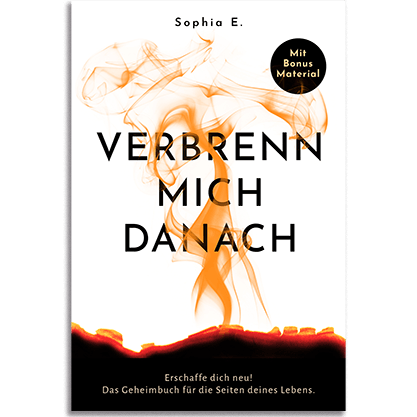 Sophia E.
Mit
Bonus
Material
VERBRENN
MICH
DANACH
Erschaffe dich neu!
Das Geheimbuch für die Seiten deines Lebens.